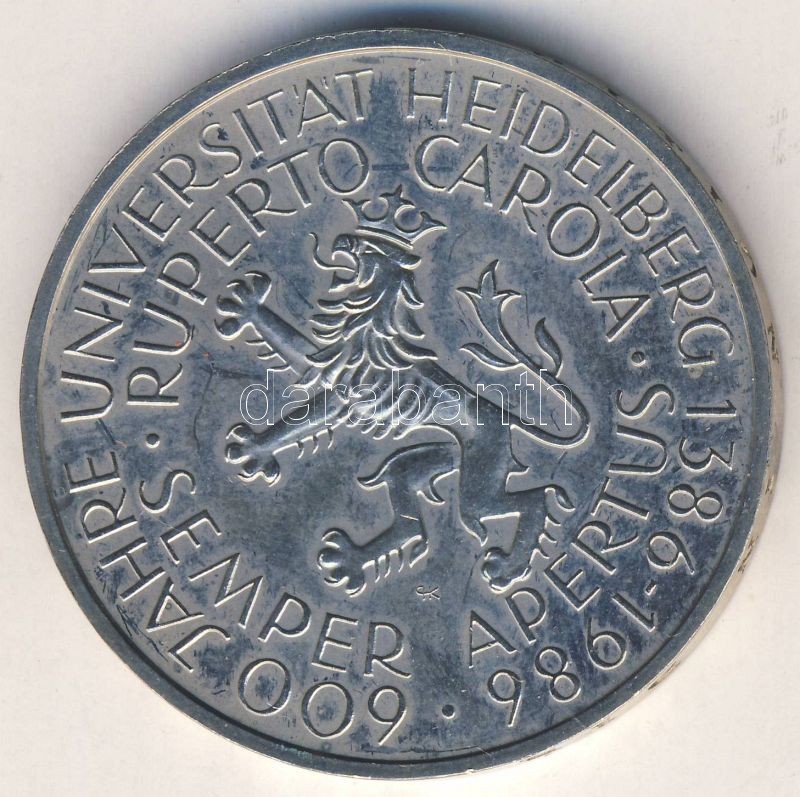 600 JAHRE UNIVERSITÄT HEIDELBERG 1386-1986 ·
RUPERTO CAROLA · SEMPER APERTUS ·
darabanth